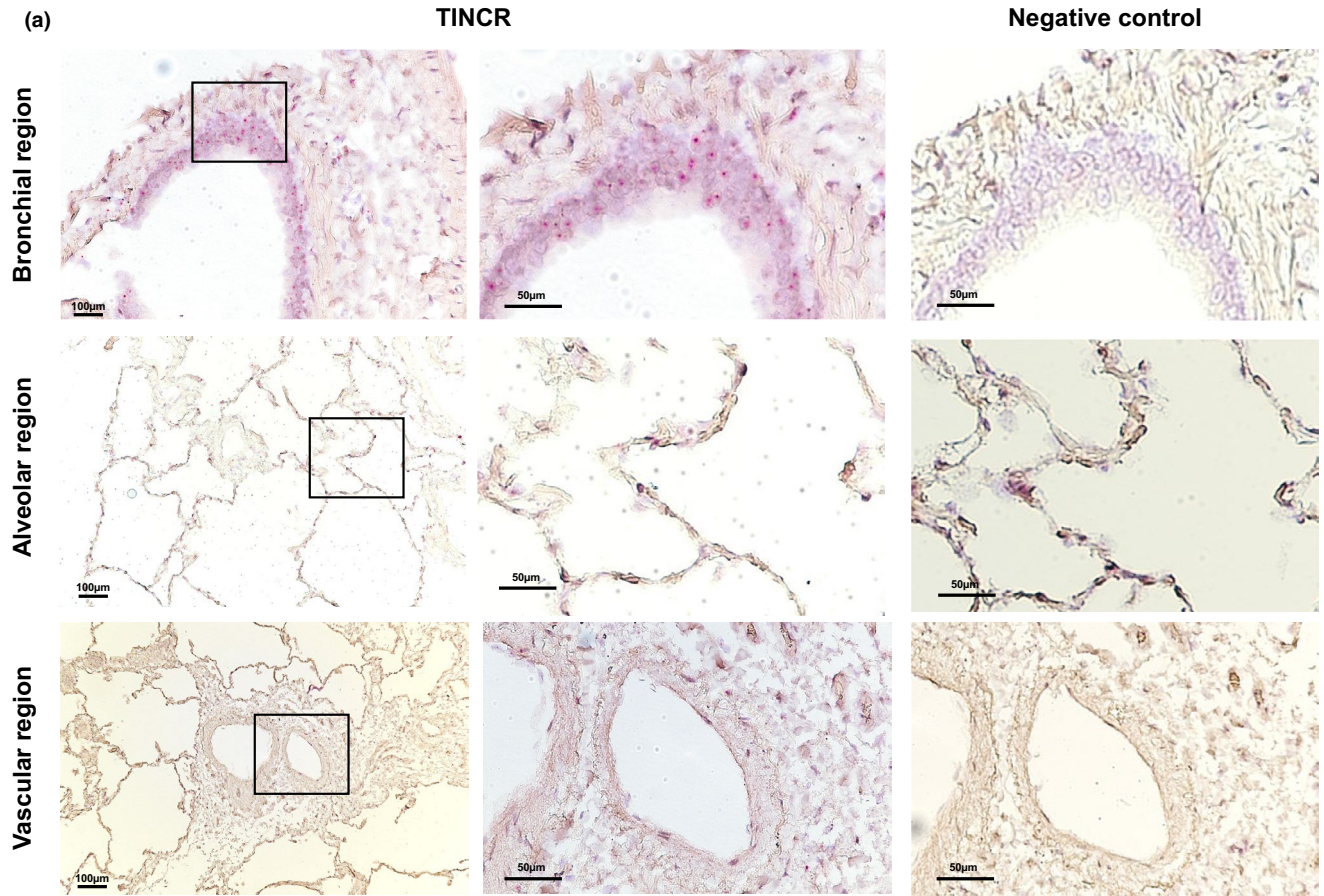 (a)
TINCR
Negative control
Bronchial region
100µm
50µm
50µm
Alveolar region
100µm
50µm
50µm
Vascular region
100µm
50µm
50µm